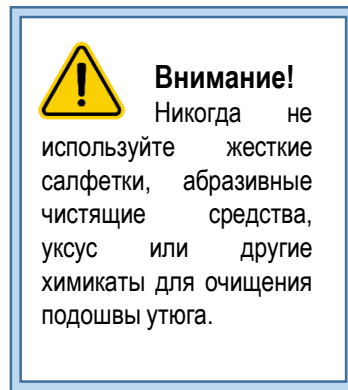 Внимание!
Никогда не
используйте жесткие
салфетки, абразивные
чистящие средства,
уксус или другие
химикаты для очищения
подошвы утюга.